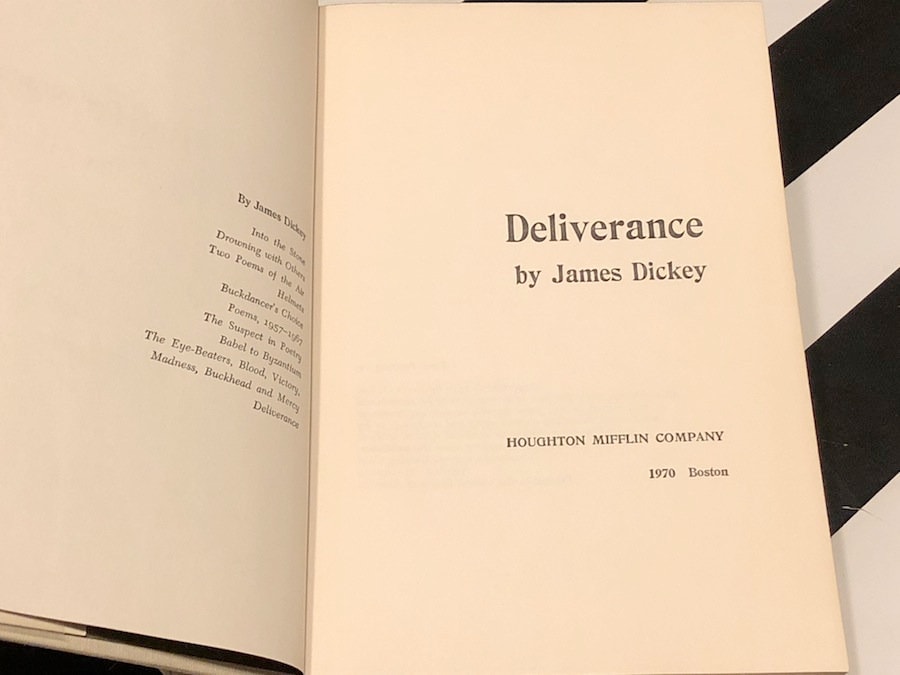 By James Dickey
Into the Stone
Drowning with Others
Two Poems of the Air
Helmets
Buckdancer's Choice
Poems, 1957-1967
The Suspect in Poetry
Babel to Byzantium
The Eye-Beaters, Blood, Victory,
Madness, Buckhead and Mercy
Deliverance
Deliverance
by James Dickey
HOUGHTON MIFFLIN COMPANY
1970 Boston